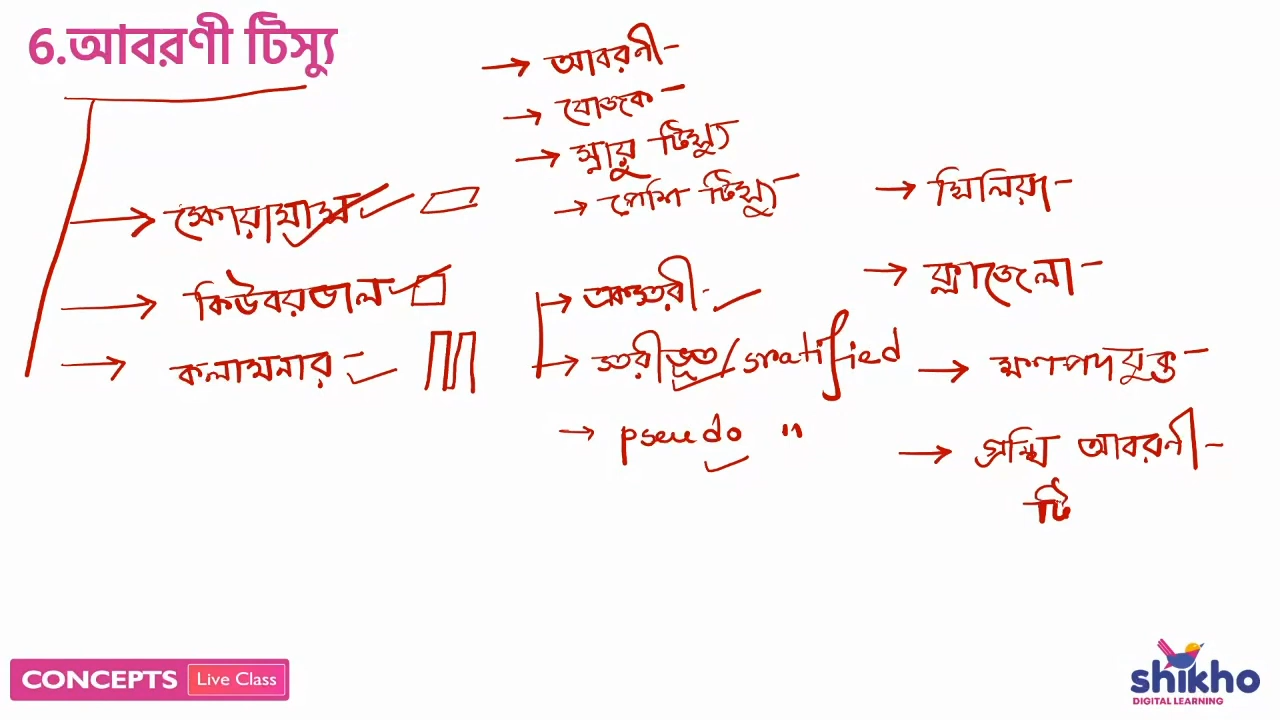 6.আবরণী টিস্যু
→ আবরণী-
→ যোজক-
→ স্নায়ু টিস্যু
→ পেশি টিস্যু-
→ স্কোয়ামাস
→ কিউবয়ডাল
→ কলামনার-
→ একস্তরী
→ স্তরীভূত/stratified
→ pseudo "
→ সিলিয়া-
→ ফ্লাজেলা-
→ ক্ষণপদযুক্ত-
→ গ্রন্থি আবরণী-
টি
CONCEPTS Live Class
shikho
DIGITAL LEARNING